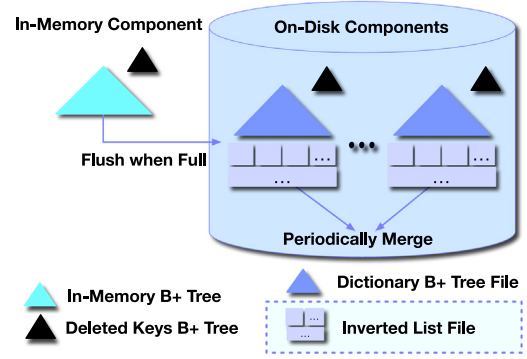 In-Memory Component
On-Disk Components
Flush when Full
...
...
...
...
...
Periodically Merge
In-Memory B+ Tree
Dictionary B+ Tree File
Deleted Keys B+ Tree
...
...
Inverted List File